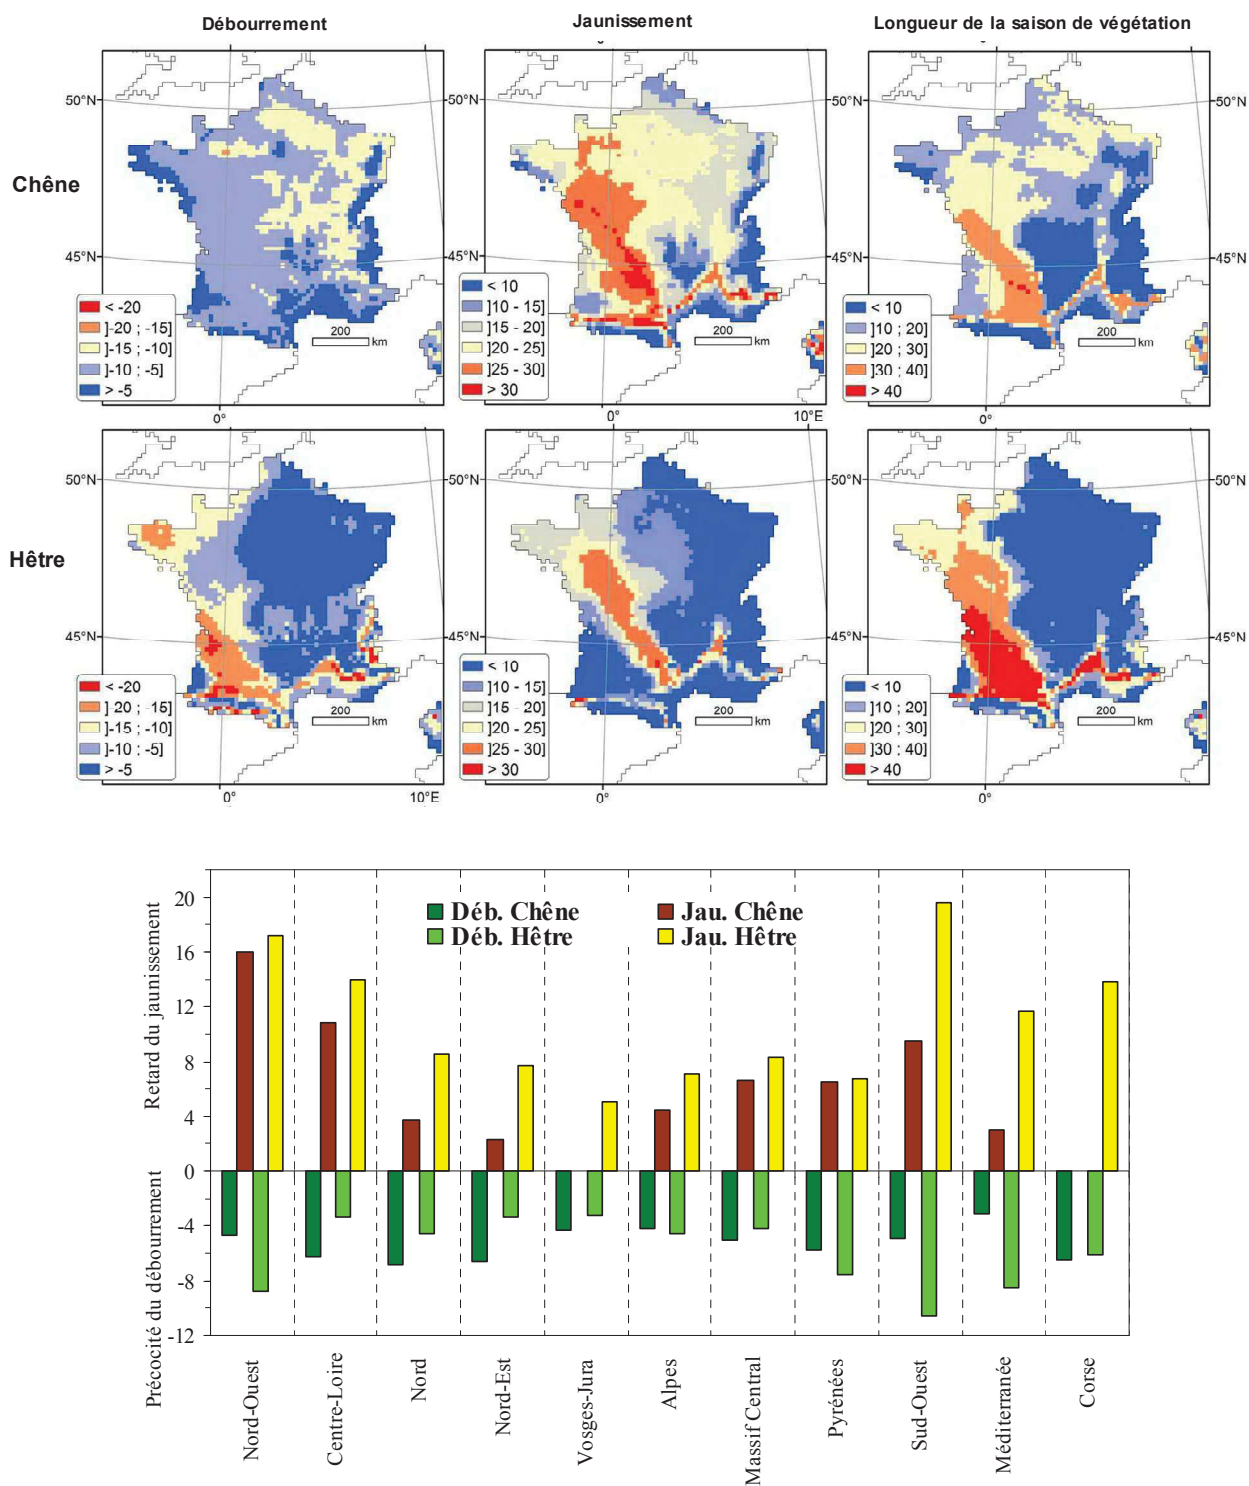 Débourrement
Jaunissement
Longueur de la saison de végétation
50°N
50°N
50°N
Chêne
45°N
45°N
45°N
< -20
]-20 ; -15]
]-15 ; -10]
]-10 ; -5]
> -5
200
km
< 10
]10 - 15]
]15 - 20]
]20 - 25]
]25 - 30]
> 30
200
km
< 10
]10 ; 20]
]20 ; 30]
]30 ; 40]
> 40
200
km
0°
0°
10°E
0°
50°N
50°N
50°N
Hêtre
45°N
45°N
45°N
< -20
]-20 ; -15]
]-15 ; -10]
]-10 ; -5]
> -5
200
km
< 10
]10 - 15]
]15 - 20]
]20 - 25]
]25 - 30]
> 30
200
km
< 10
]10 ; 20]
]20 ; 30]
]30 ; 40]
> 40
200
km
0°
10°E
0°
0°
Retard du jaunissement
Précocité du débourrement
20
16
12
8
4
0
-4
-8
-12
Déb. Chêne
Jau. Chêne
Déb. Hêtre
Jau. Hêtre
Nord-Ouest
Centre-Loire
Nord
Nord-Est
Vosges-Jura
Alpes
Massif Central
Pyrénées
Sud-Ouest
Méditerranée
Corse